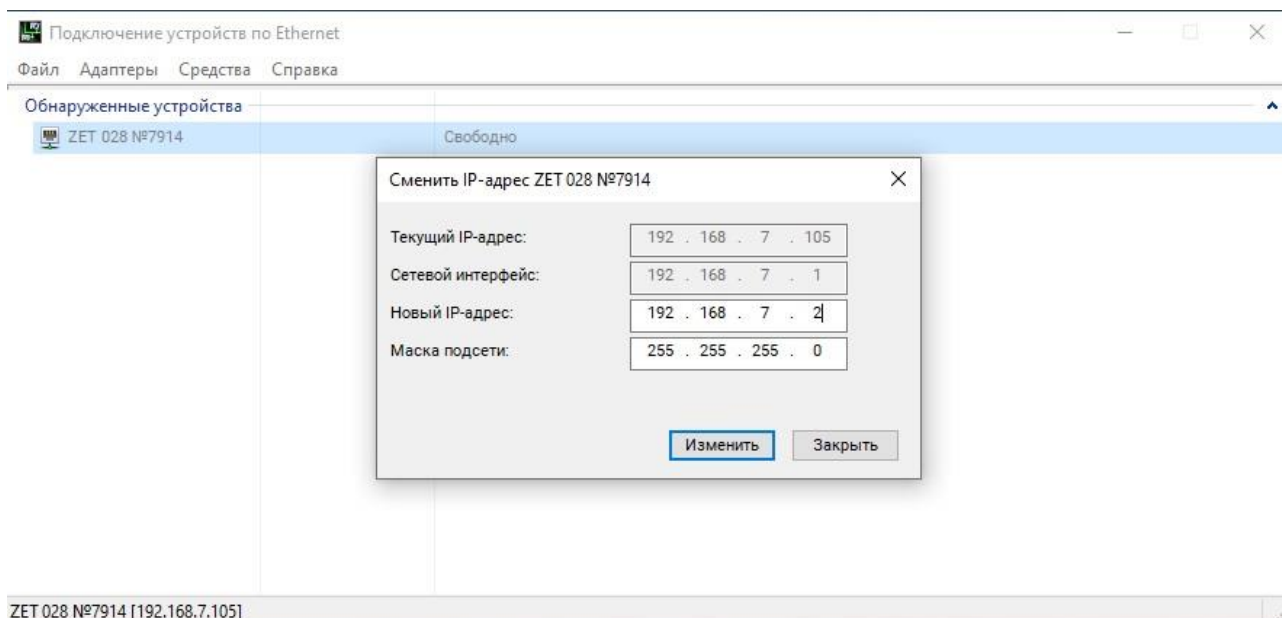 Подключение устройств по Ethernet
Файл Адаптеры Средства Справка
Обнаруженные устройства
ZET 028 №7914 Свободно
Сменить IP-адрес ZET 028 №7914
Текущий IP-адрес: 192 . 168 . 7 . 105
Сетевой интерфейс: 192 . 168 . 7 . 1
Новый IP-адрес: 192 . 168 . 7 . 2
Маска подсети: 255 . 255 . 255 . 0
Изменить Закрыть
ZET 028 №7914 [192.168.7.105]